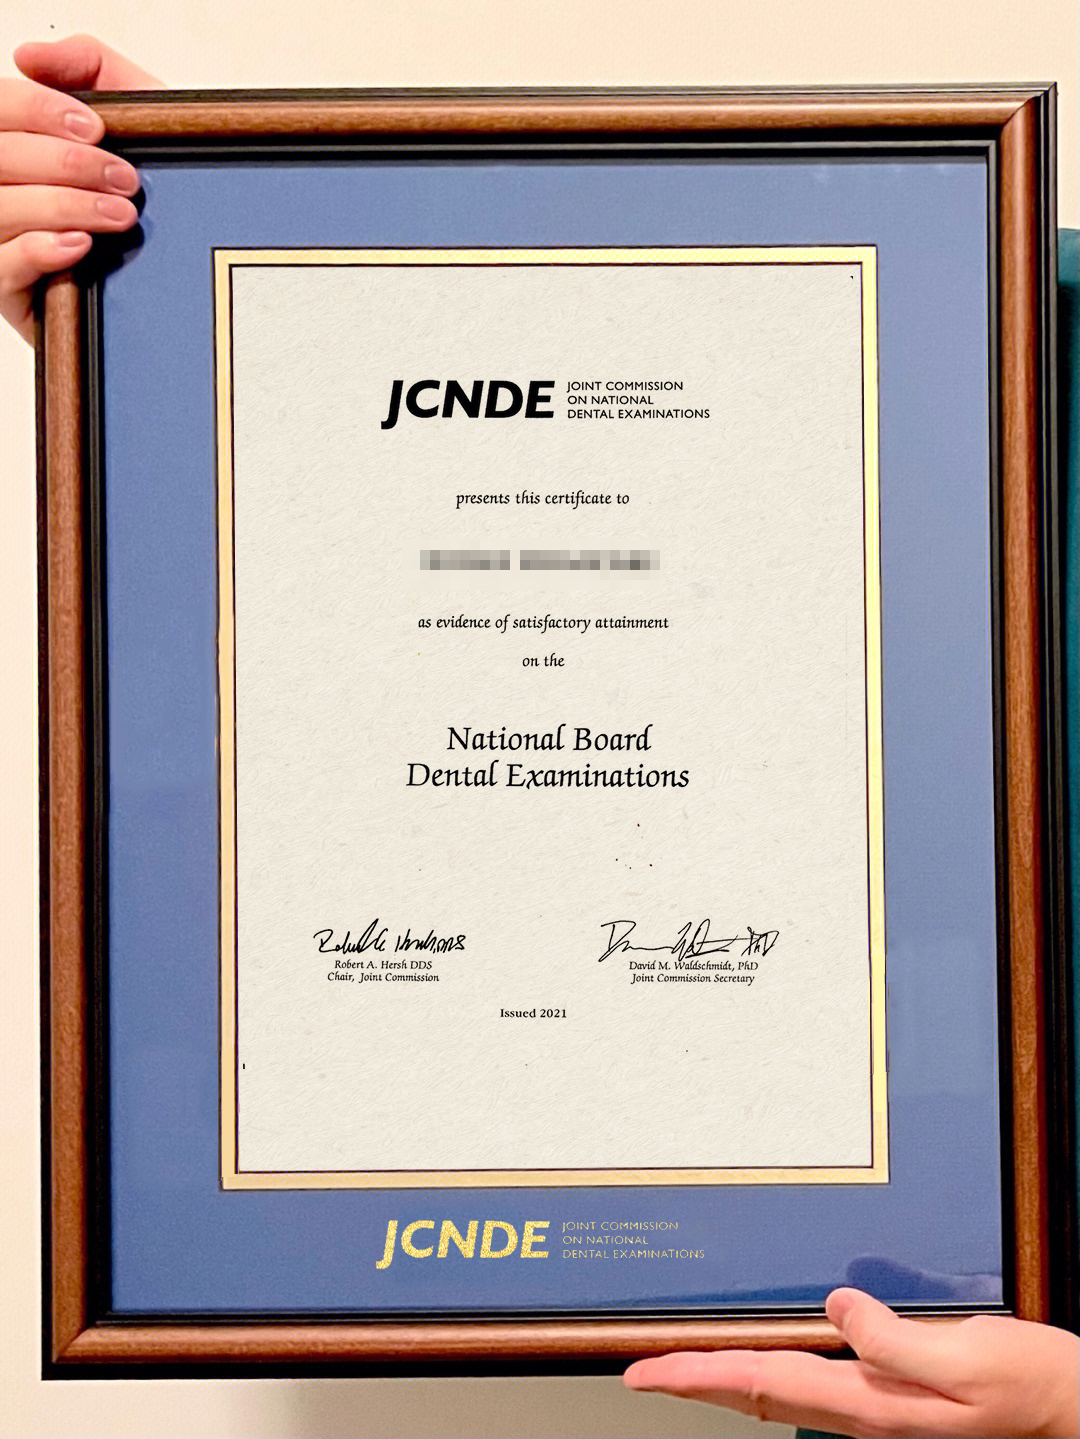 JCNDE
JOINT COMMISSION
ON NATIONAL
DENTAL EXAMINATIONS
presents this certificate to
as evidence of satisfactory attainment
on the
National Board
Dental Examinations
Robert A. Hersh DDS
Chair, Joint Commission
David M. Waldschmidt, PhD
Joint Commission Secretary
Issued 2021
JCNDE
JOINT COMMISSION
ON NATIONAL
DENTAL EXAMINATIONS